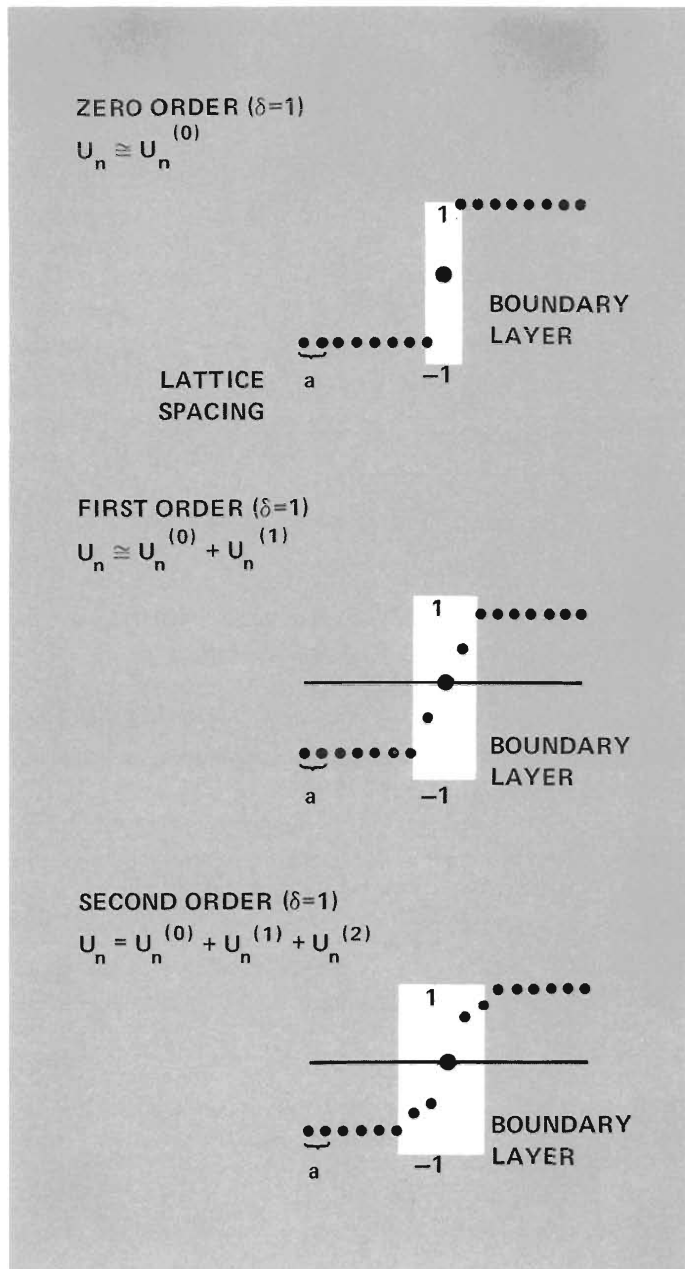 ZERO ORDER (δ=1)
Uₙ ≅ Uₙ⁽⁰⁾
1
BOUNDARY
LAYER
−1
LATTICE
SPACING
a
FIRST ORDER (δ=1)
Uₙ ≅ Uₙ⁽⁰⁾ + Uₙ⁽¹⁾
1
BOUNDARY
LAYER
a
−1
SECOND ORDER (δ=1)
Uₙ = Uₙ⁽⁰⁾ + Uₙ⁽¹⁾ + Uₙ⁽²⁾
1
BOUNDARY
LAYER
a
−1